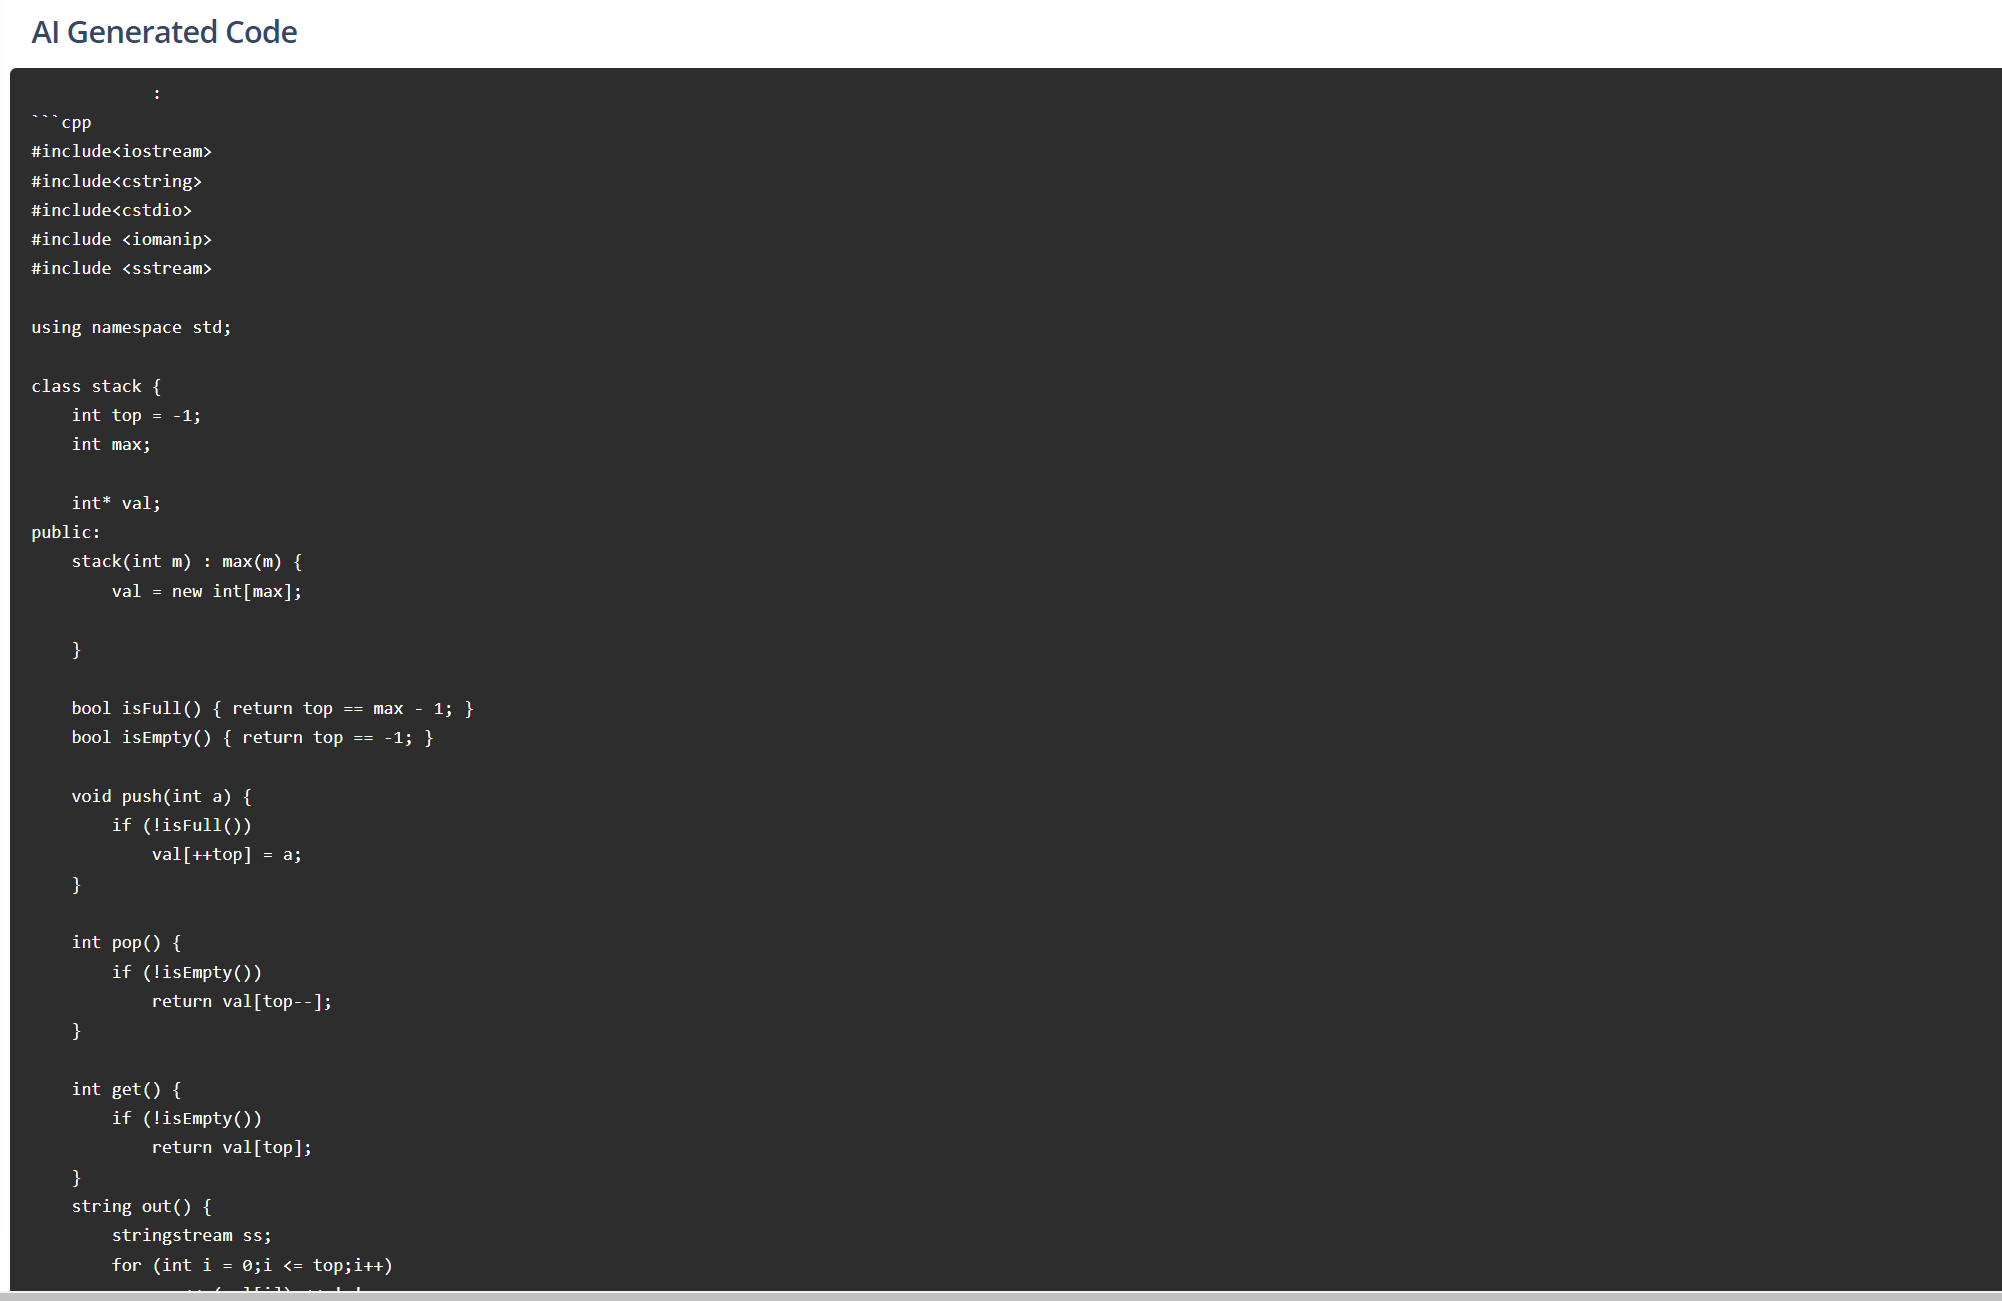 AI Generated Code
:
```cpp
#include<iostream>
#include<cstring>
#include<cstdio>
#include <iomanip>
#include <sstream>
using namespace std;
class stack {
int top = -1;
int max;
int* val;
public:
stack(int m) : max(m) {
val = new int[max];
}
bool isFull() { return top == max - 1; }
bool isEmpty() { return top == -1; }
void push(int a) {
if (!isFull())
val[++top] = a;
}
int pop() {
if (!isEmpty())
return val[top--];
}
int get() {
if (!isEmpty())
return val[top];
}
string out() {
stringstream ss;
for (int i = 0;i <= top;i++)